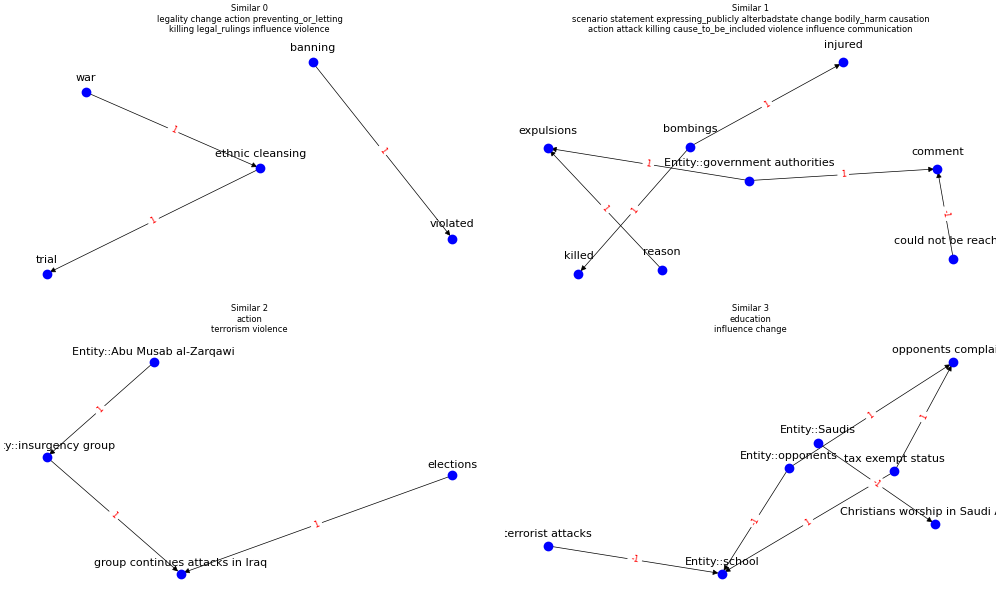 Similar 0
legality change action preventing_or_letting
killing legal_rulings influence violence
banning
war
1
ethnic cleansing
1
1
violated
trial
Similar 1
scenario statement expressing_publicly alterbadstate change bodily_harm causation
action attack killing cause_to_be_included violence influence communication
injured
1
expulsions
bombings
comment
1
Entity::government authorities
1
1
1
-1
could not be reach
killed
reason
Similar 2
action
terrorism violence
Entity::Abu Musab al-Zarqawi
1
:y::insurgency group
elections
1
1
group continues attacks in Iraq
Similar 3
education
influence change
opponents complai
1
1
Entity::Saudis
Entity::opponents
tax exempt status
-1
Christians worship in Saudi
1
1
terrorist attacks
-1
Entity::school